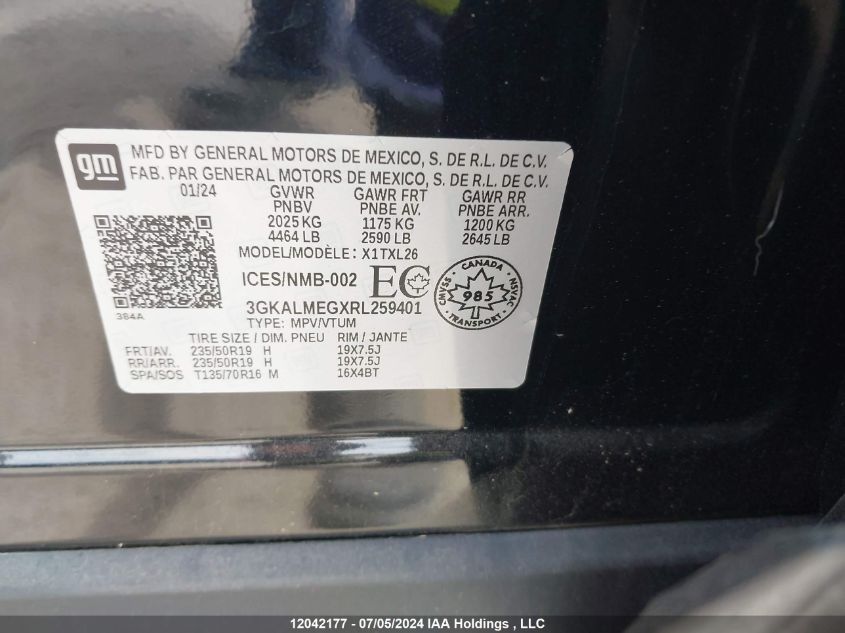 gm
MFD BY GENERAL MOTORS DE MEXICO, S. DE R.L. DE C.V.
FAB. PAR GENERAL MOTORS DE MEXICO, S. DE R.L. DE C.V.
01/24 GVWR GAWR FRT GAWR RR
PNBV PNBE AV. PNBE ARR.
2025 KG 1175 KG 1200 KG
4464 LB 2590 LB 2645 LB
MODEL/MODÈLE: X1TXL26
ICES/NMB-002 EC
CANADA
CMVSS 985 NSVAC
TRANSPORT
384A
3GKALMEGXRL259401
TYPE: MPV/VTUM
TIRE SIZE / DIM. PNEU RIM / JANTE
FRT/AV. 235/50R19 H 19X7.5J
RR/ARR. 235/50R19 H 19X7.5J
SPA/SOS T135/70R16 M 16X4BT
12042177 - 07/05/2024 IAA Holdings , LLC